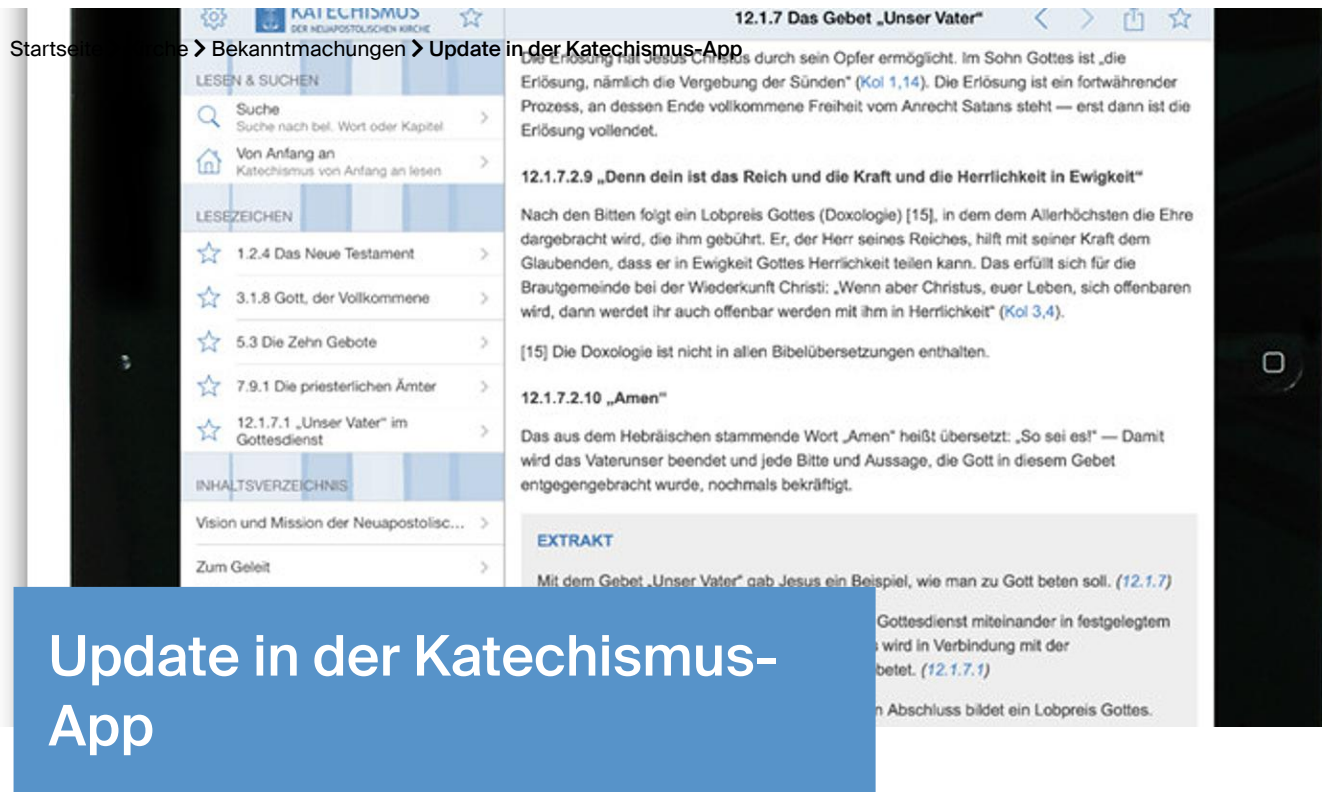 KATECHISMUS
DER NEUAPOSTOLISCHEN KIRCHE
12.1.7 Das Gebet „Unser Vater“
Startseite
Bekanntmachungen
Update in der Katechismus-App
LESEN & SUCHEN
Suche
Suche nach bel. Wort oder Kapitel
Von Anfang an
Katechismus von Anfang an lesen
LESEZEICHEN
1.2.4 Das Neue Testament
3.1.8 Gott, der Vollkommene
5.3 Die Zehn Gebote
7.9.1 Die priesterlichen Ämter
12.1.7.1 „Unser Vater“ im
Gottesdienst
INHALTSVERZEICHNIS
Vision und Mission der Neuapostolisc...
Zum Geleit
Die Erlösung hat Jesus Christus durch sein Opfer ermöglicht. Im Sohn Gottes ist „die
Erlösung, nämlich die Vergebung der Sünden“ (Kol 1,14). Die Erlösung ist ein fortwährender
Prozess, an dessen Ende vollkommene Freiheit vom Anrecht Satans steht — erst dann ist die
Erlösung vollendet.
12.1.7.2.9 „Denn dein ist das Reich und die Kraft und die Herrlichkeit in Ewigkeit“
Nach den Bitten folgt ein Lobpreis Gottes (Doxologie) [15], in dem dem Allerhöchsten die Ehre
dargebracht wird, die ihm gebührt. Er, der Herr seines Reiches, hilft mit seiner Kraft dem
Glaubenden, dass er in Ewigkeit Gottes Herrlichkeit teilen kann. Das erfüllt sich für die
Brautgemeinde bei der Wiederkunft Christi: „Wenn aber Christus, euer Leben, sich offenbaren
wird, dann werdet ihr auch offenbar werden mit ihm in Herrlichkeit“ (Kol 3,4).
[15] Die Doxologie ist nicht in allen Bibelübersetzungen enthalten.
12.1.7.2.10 „Amen“
Das aus dem Hebräischen stammende Wort „Amen“ heißt übersetzt: „So sei es!“ — Damit
wird das Vaterunser beendet und jede Bitte und Aussage, die Gott in diesem Gebet
entgegengebracht wurde, nochmals bekräftigt.
EXTRAKT
Mit dem Gebet „Unser Vater“ gab Jesus ein Beispiel, wie man zu Gott beten soll. (12.1.7)
Gottesdienst miteinander in festgelegtem
wird in Verbindung mit der
betet. (12.1.7.1)
Abschluss bildet ein Lobpreis Gottes.
Update in der Katechismus-
App